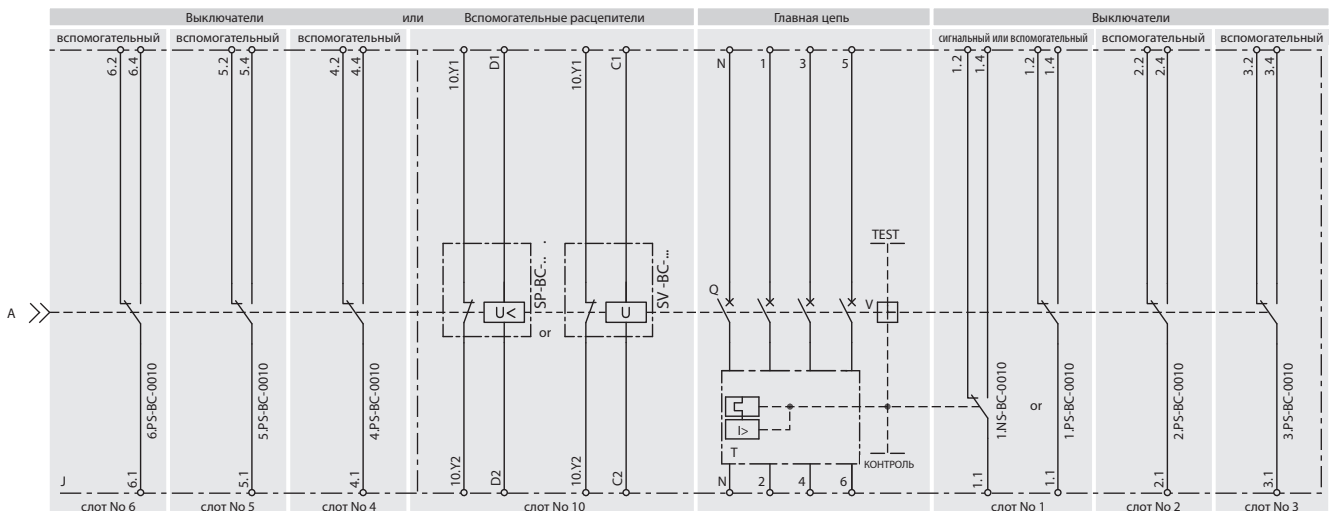 Выключатели
или
Вспомогательные расцепители
Главная цепь
Выключатели
вспомогательный
вспомогательный
вспомогательный
сигнальный или вспомогательный
вспомогательный
вспомогательный
6.2
6.4
5.2
5.4
4.2
4.4
10.Y1
D1
10.Y1
C1
N
1
3
5
1.2
1.4
1.2
1.4
2.2
2.4
3.2
3.4
TEST
SP-BC-...
SV -BC-...
Q
V
A
U<
U
or
6.PS-BC-0010
5.PS-BC-0010
4.PS-BC-0010
I>
T
1.NS-BC-0010
or
1.PS-BC-0010
2.PS-BC-0010
3.PS-BC-0010
КОНТРОЛЬ
J
6.1
5.1
4.1
10.Y2
D2
10.Y2
C2
N
2
4
6
1.1
1.1
2.1
3.1
слот No 6
слот No 5
слот No 4
слот No 10
слот No 1
слот No 2
слот No 3